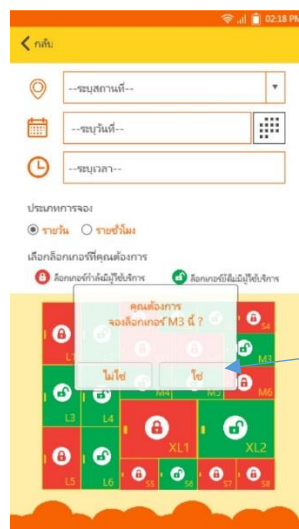 02:18 PM
กลับ
--ระบุสถานที่--
--ระบุวันที่--
--ระบุเวลา--
ประเภทการจอง
รายวัน รายชั่วโมง
เลือกล็อกเกอร์ที่คุณต้องการ
ล็อกเกอร์กำลังมีผู้ใช้บริการ ล็อกเกอร์ยังไม่มีผู้ใช้บริการ
คุณต้องการ
จองล็อกเกอร์ M3 นี้ ?
ไม่ใช่ ใช่
S4
M3
M4 M5 M6
L3 L4
XL1 XL2
L5 L6 S5 S6 S7 S8